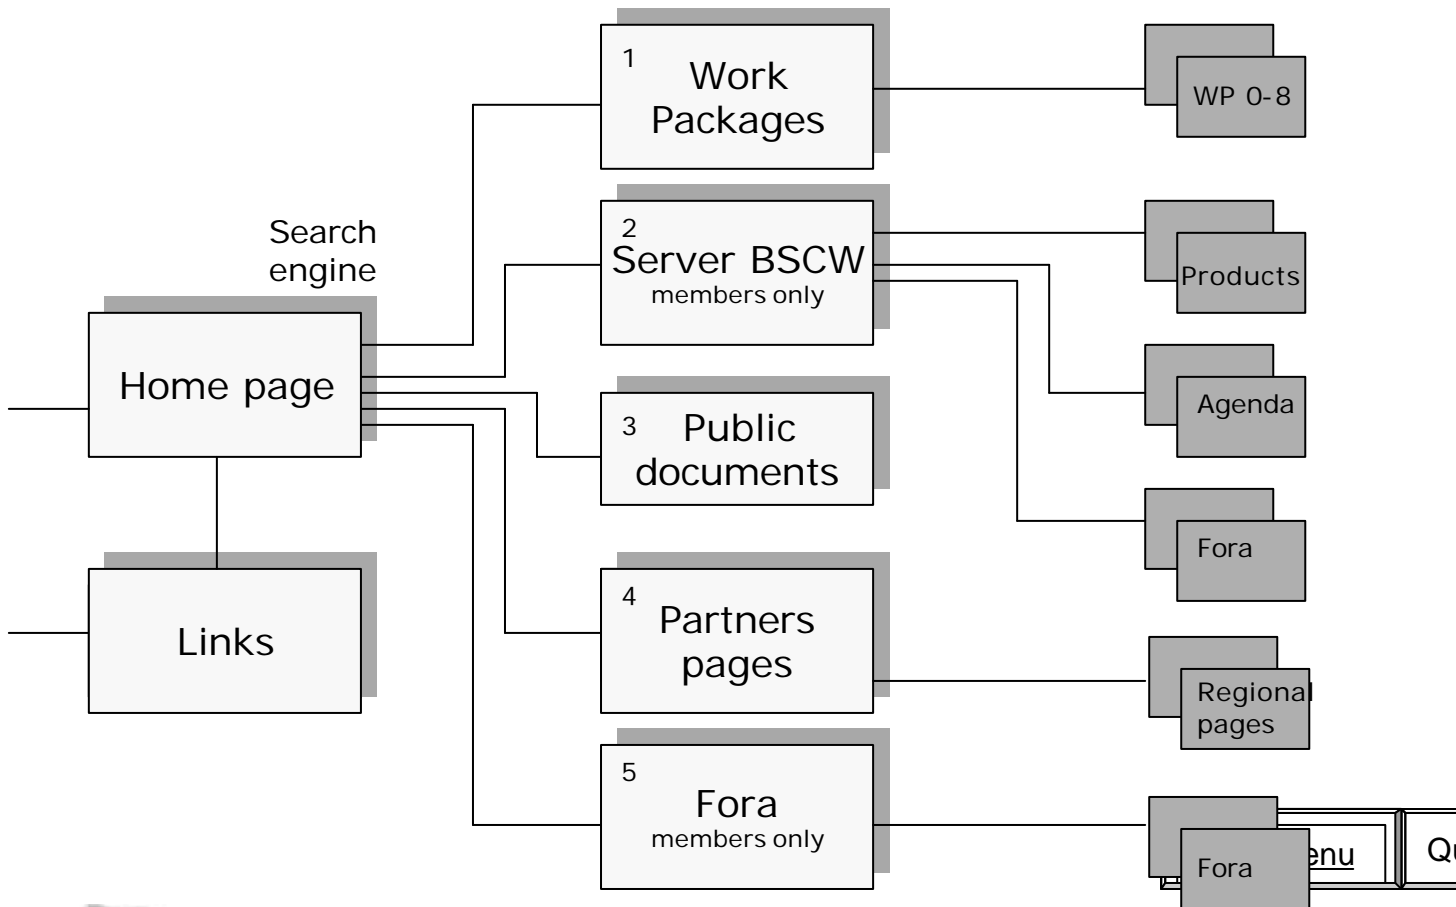 Search
engine
Home page
Links
1
Work
Packages
2
Server BSCW
members only
3
Public
documents
4
Partners
pages
5
Fora
members only
WP 0-8
Products
Agenda
Fora
Regional
pages
Fora